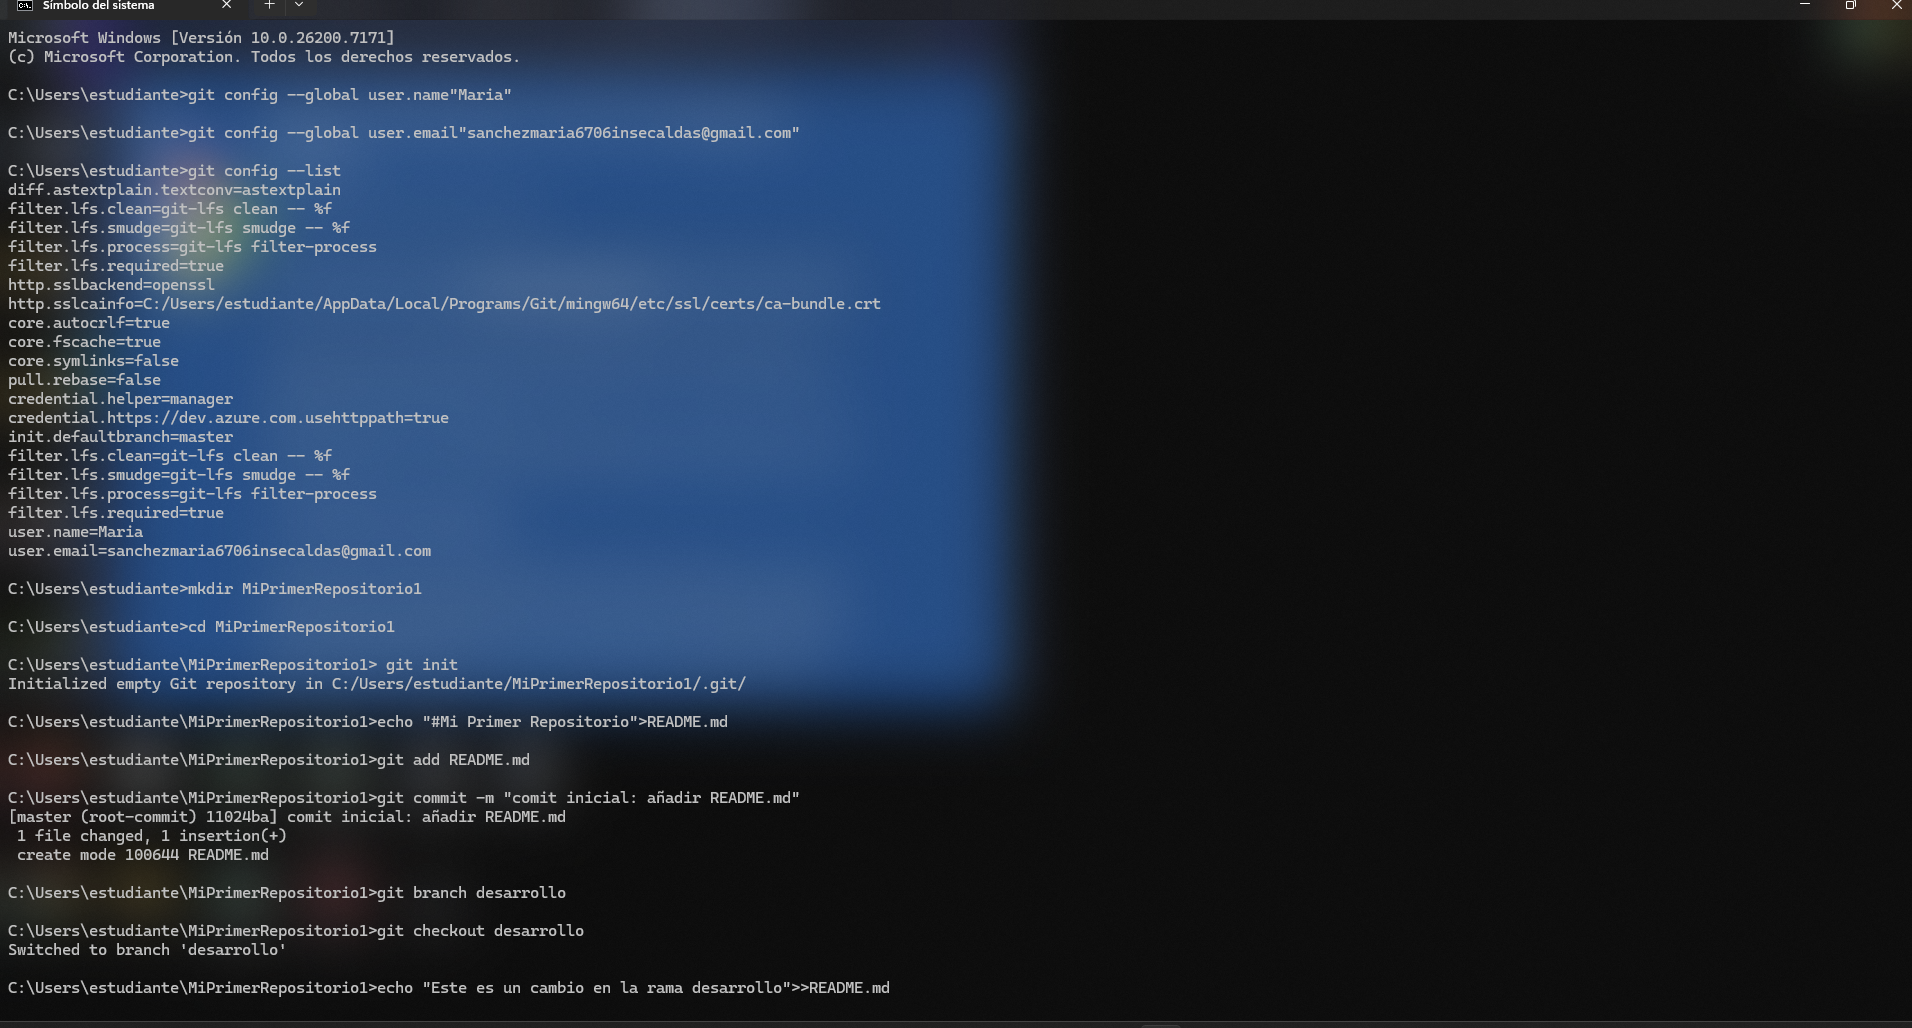 Símbolo del sistema
Microsoft Windows [Versión 10.0.26200.7171]
(c) Microsoft Corporation. Todos los derechos reservados.
C:\Users\estudiante>git config --global user.name"Maria"
C:\Users\estudiante>git config --global user.email"sanchezmaria6706insecaldas@gmail.com"
C:\Users\estudiante>git config --list
diff.astextplain.textconv=astextplain
filter.lfs.clean=git-lfs clean -- %f
filter.lfs.smudge=git-lfs smudge -- %f
filter.lfs.process=git-lfs filter-process
filter.lfs.required=true
http.sslbackend=openssl
http.sslcainfo=C:/Users/estudiante/AppData/Local/Programs/Git/mingw64/etc/ssl/certs/ca-bundle.crt
core.autocrlf=true
core.fscache=true
core.symlinks=false
pull.rebase=false
credential.helper=manager
credential.https://dev.azure.com.usehttppath=true
init.defaultbranch=master
filter.lfs.clean=git-lfs clean -- %f
filter.lfs.smudge=git-lfs smudge -- %f
filter.lfs.process=git-lfs filter-process
filter.lfs.required=true
user.name=Maria
user.email=sanchezmaria6706insecaldas@gmail.com
C:\Users\estudiante>mkdir MiPrimerRepositorio1
C:\Users\estudiante>cd MiPrimerRepositorio1
C:\Users\estudiante\MiPrimerRepositorio1> git init
Initialized empty Git repository in C:/Users/estudiante/MiPrimerRepositorio1/.git/
C:\Users\estudiante\MiPrimerRepositorio1>echo "#Mi Primer Repositorio">README.md
C:\Users\estudiante\MiPrimerRepositorio1>git add README.md
C:\Users\estudiante\MiPrimerRepositorio1>git commit -m "comit inicial: añadir README.md"
[master (root-commit) 11024ba] comit inicial: añadir README.md
 1 file changed, 1 insertion(+)
 create mode 100644 README.md
C:\Users\estudiante\MiPrimerRepositorio1>git branch desarrollo
C:\Users\estudiante\MiPrimerRepositorio1>git checkout desarrollo
Switched to branch 'desarrollo'
C:\Users\estudiante\MiPrimerRepositorio1>echo "Este es un cambio en la rama desarrollo">>README.md